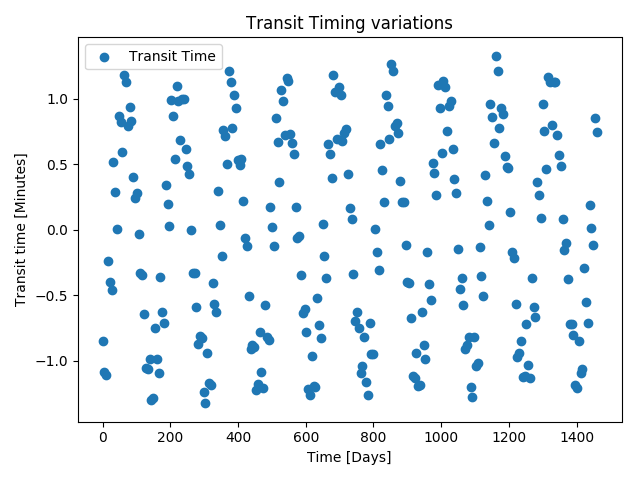 Transit Timing variations
Transit Time
Transit time [Minutes]
1.0
0.5
0.0
−0.5
−1.0
0 200 400 600 800 1000 1200 1400
Time [Days]